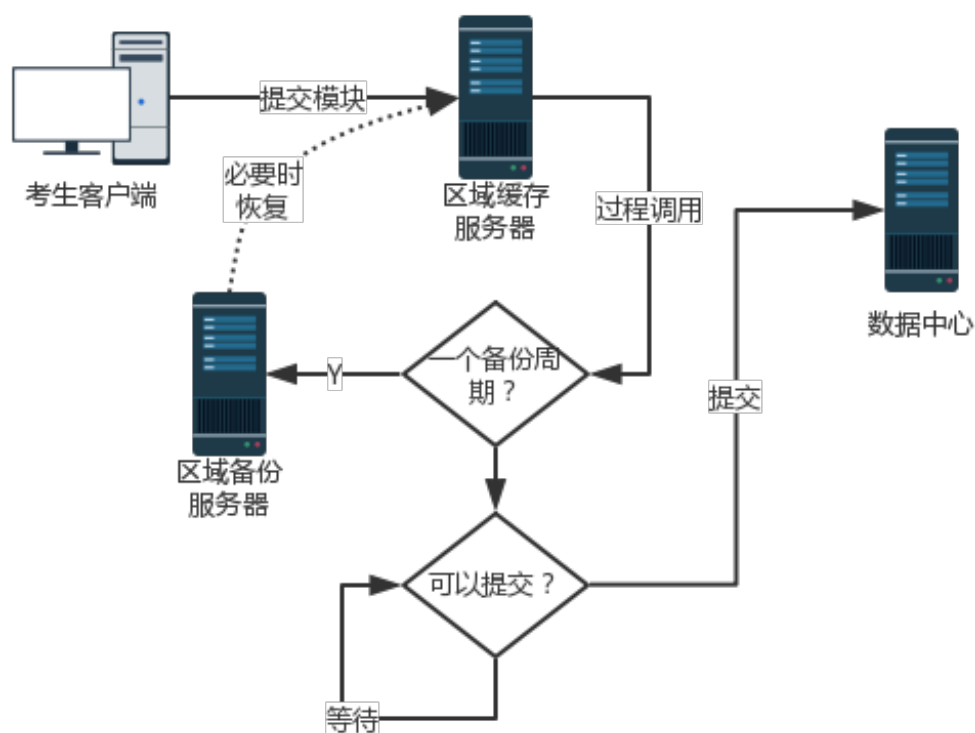 提交模块
必要时
恢复
考生客户端
区域缓存
服务器
过程调用
数据中心
一个备份周
期？
Y
提交
区域备份
服务器
可以提交？
等待